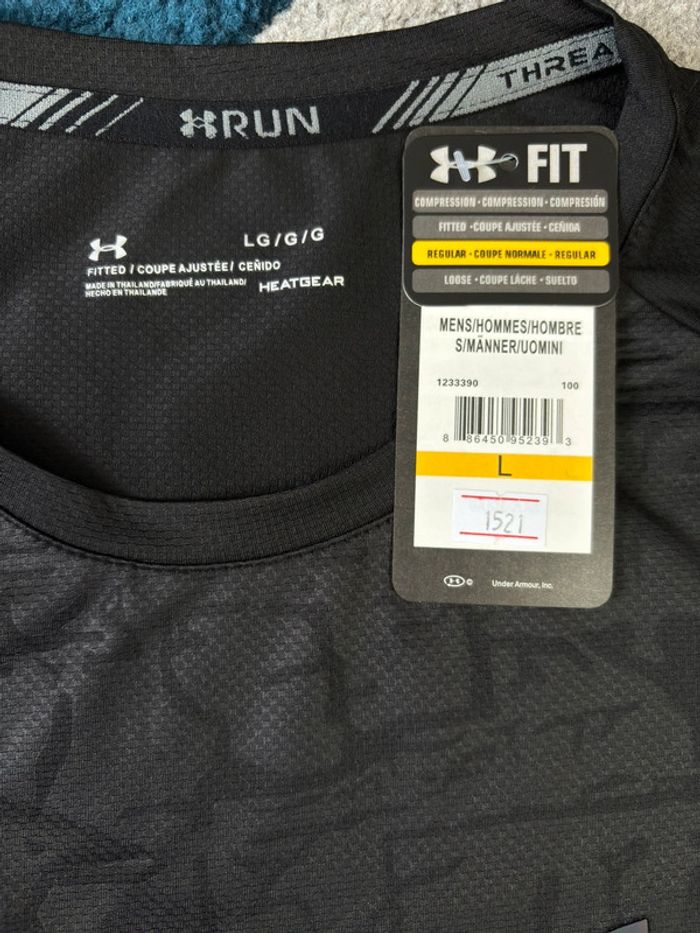 RUN
THREA
LG/G/G
FITTED / COUPE AJUSTÉE / CEÑIDO
MADE IN THAILAND/FABRIQUÉ AU THAILAND/
HECHO EN THAILANDE
HEATGEAR
FIT
COMPRESSION · COMPRESSION · COMPRESIÓN
FITTED · COUPE AJUSTÉE · CEÑIDA
REGULAR · COUPE NORMALE · REGULAR
LOOSE · COUPE LÂCHE · SUELTO
MENS/HOMMES/HOMBRE
S/MÄNNER/UOMINI
1233390 100
8 86450 95239 3
L
1521
Under Armour, Inc.